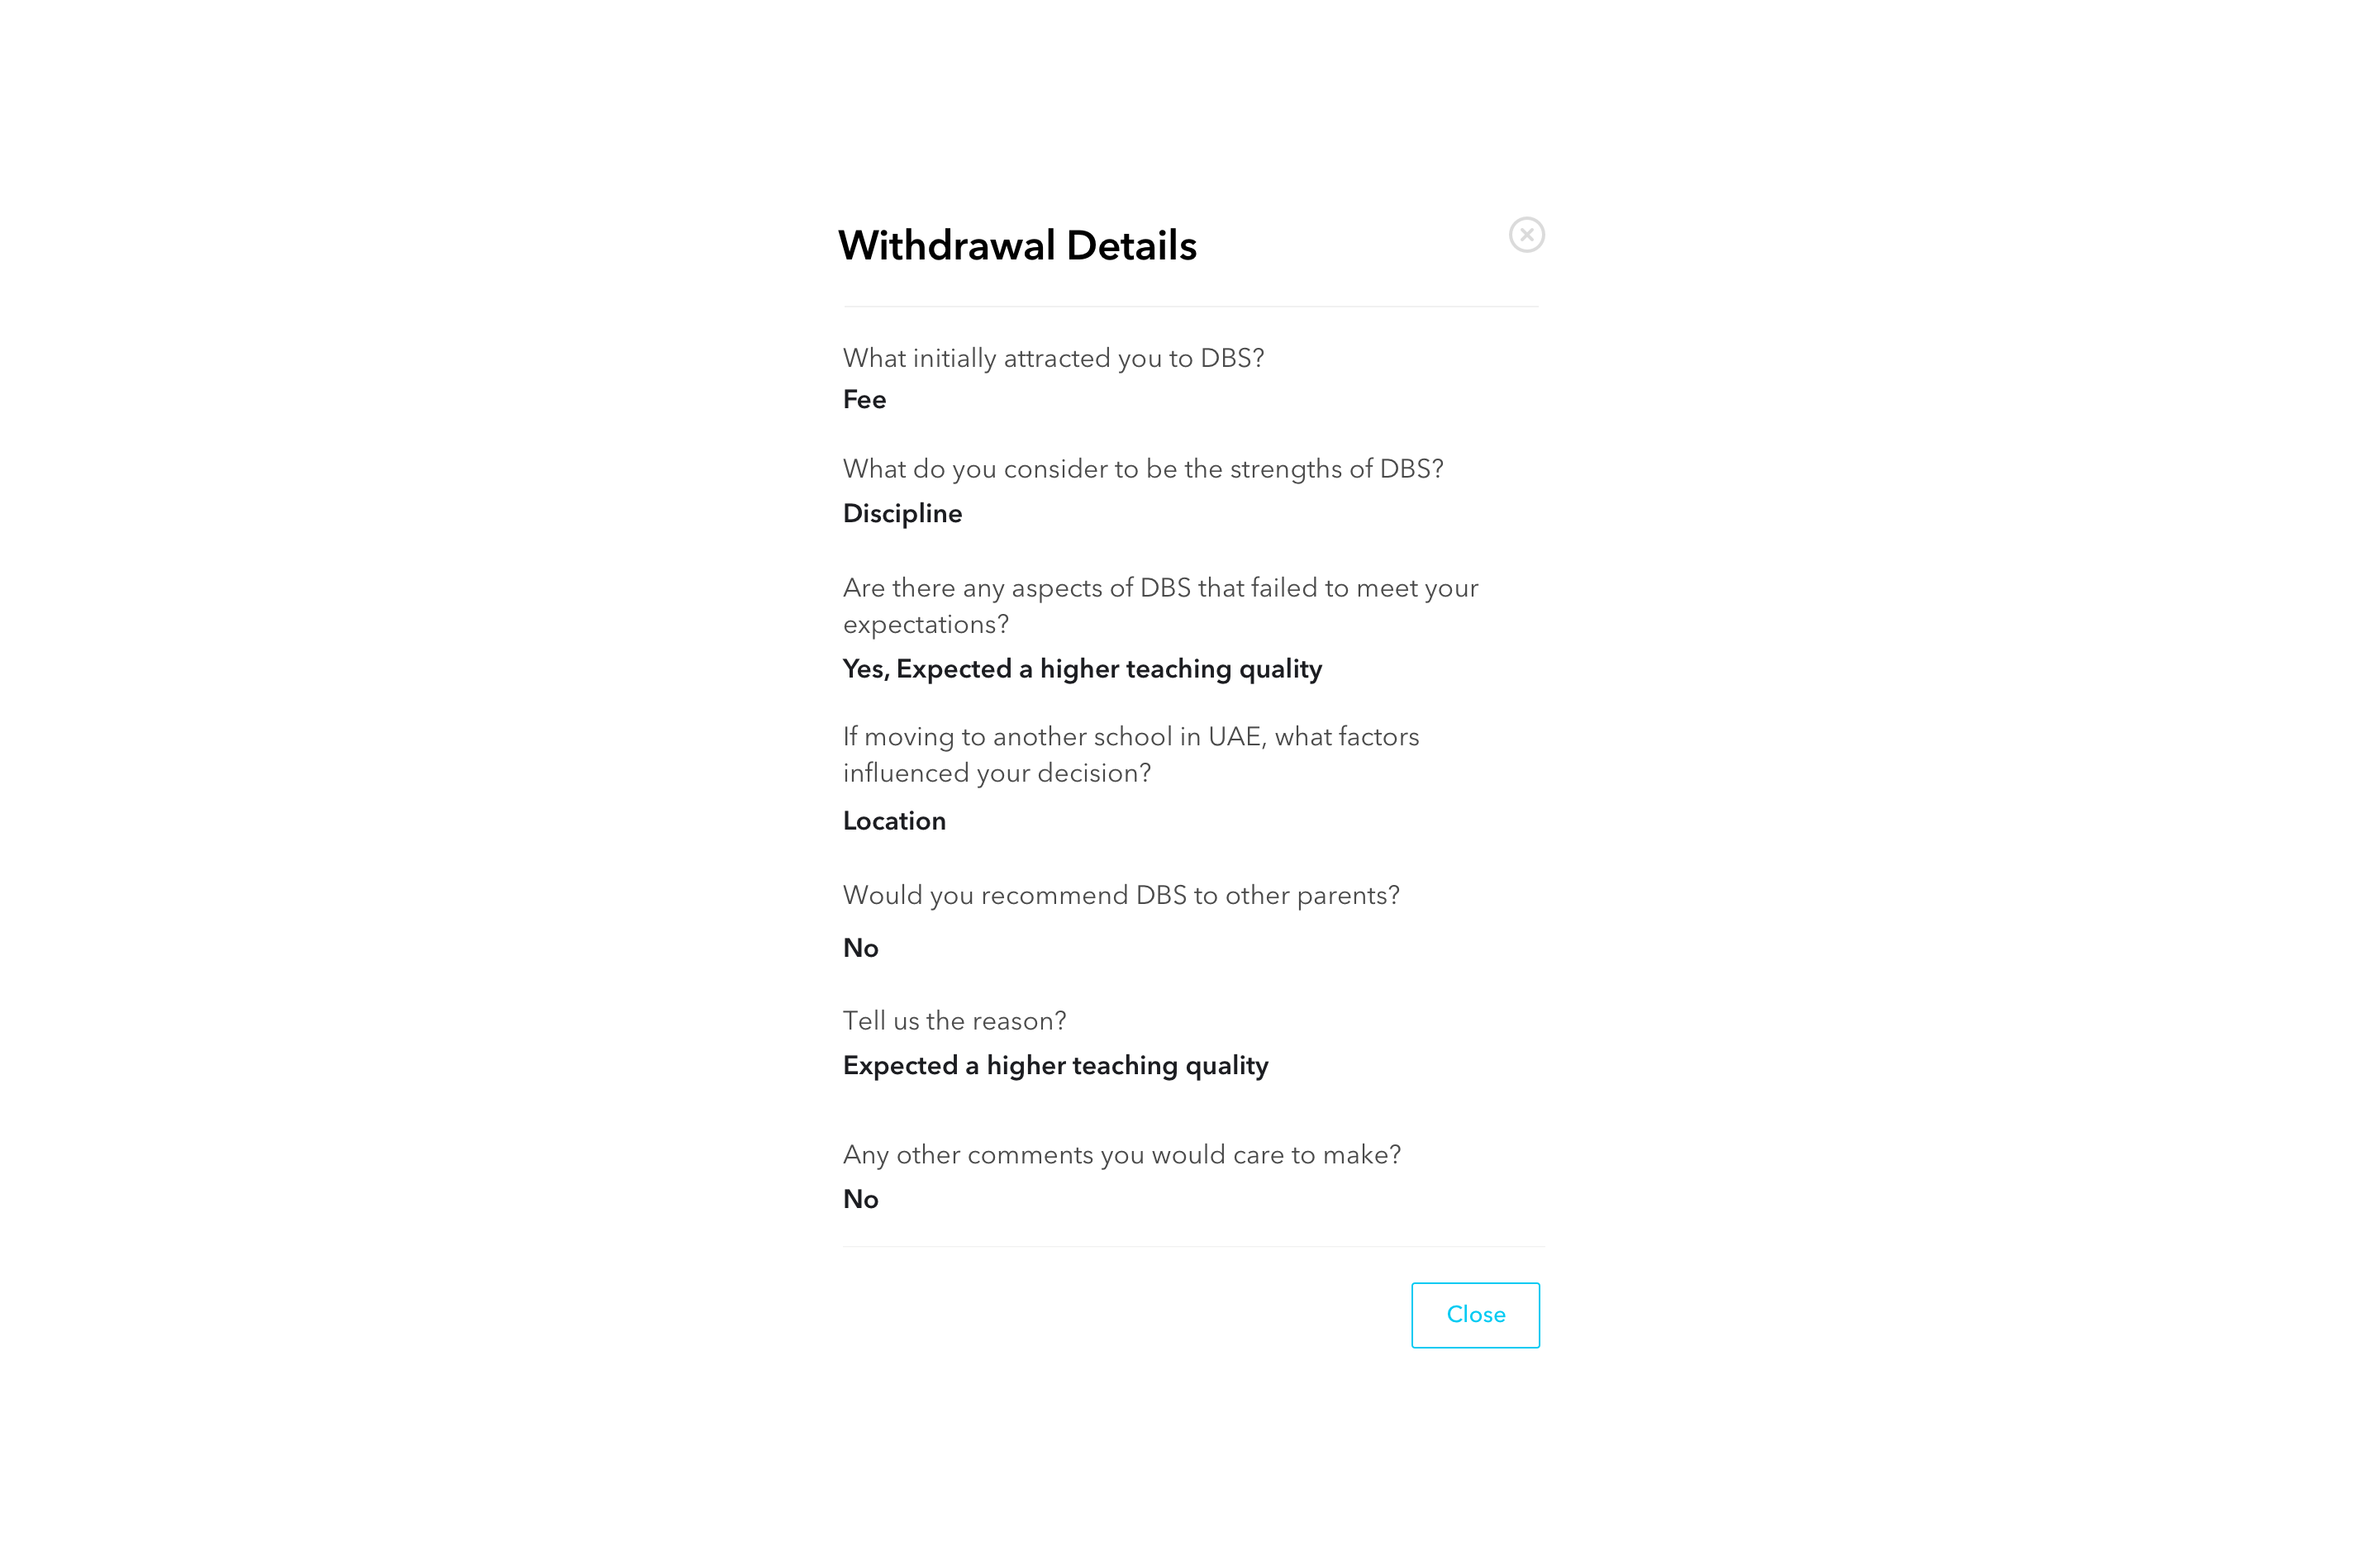 Withdrawal Details
What initially attracted you to DBS?
Fee
What do you consider to be the strengths of DBS?
Discipline
Are there any aspects of DBS that failed to meet your
expectations?
Yes, Expected a higher teaching quality
If moving to another school in UAE, what factors
influenced your decision?
Location
Would you recommend DBS to other parents?
No
Tell us the reason?
Expected a higher teaching quality
Any other comments you would care to make?
No
Close